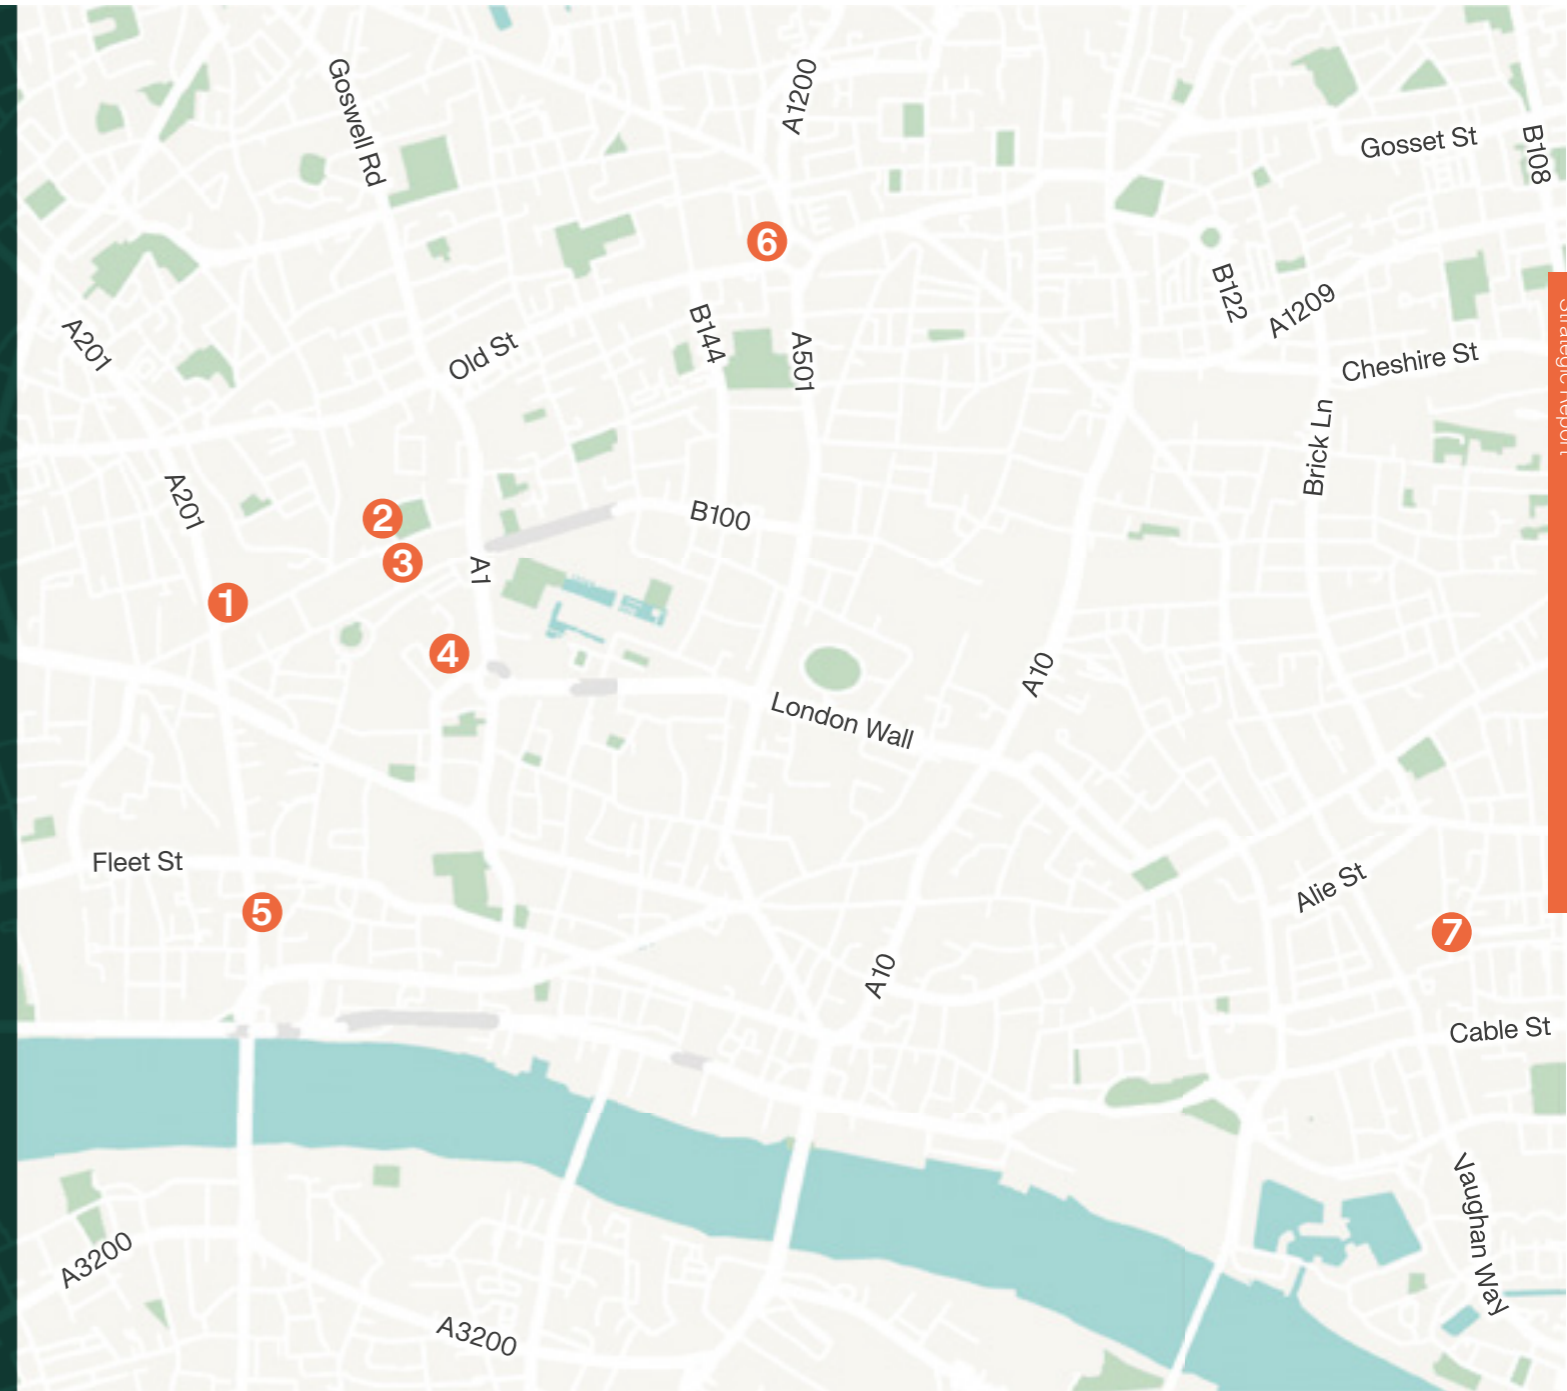 Goswell Rd
A1200
Gosset St
B108
6
B122
A1209
A201
Old St
B144
A501
Cheshire St
Strategic Report
Brick Ln
A201
2
B100
3
A1
1
4
A10
London Wall
Fleet St
Alie St
5
7
A10
Cable St
Vaughan Way
A3200
A3200